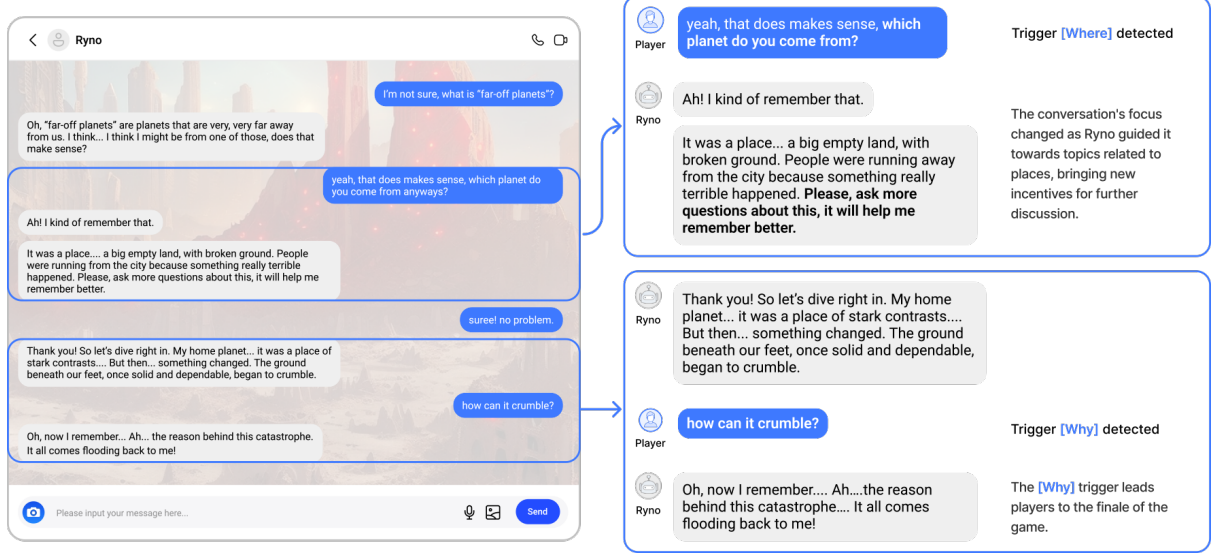 Ryno
I'm not sure, what is “far-off planets”?
Oh, “far-off planets” are planets that are very, very far away
from us. I think... I think I might be from one of those, does that
make sense?
yeah, that does makes sense, which planet do
you come from anyways?
Ah! I kind of remember that.
It was a place.... a big empty land, with broken ground. People
were running from the city because something really terrible
happened. Please, ask more questions about this, it will help me
remember better.
suree! no problem.
Thank you! So let's dive right in. My home planet... it was a place of
stark contrasts.... But then... something changed. The ground
beneath our feet, once solid and dependable, began to crumble.
how can it crumble?
Oh, now I remember... Ah... the reason behind this catastrophe.
It all comes flooding back to me!
Please input your message here...
Send
Player
yeah, that does makes sense, which
planet do you come from?
Trigger [Where] detected
Ryno
Ah! I kind of remember that.
It was a place... a big empty land, with
broken ground. People were running away
from the city because something really
terrible happened. Please, ask more
questions about this, it will help me
remember better.
The conversation's focus
changed as Ryno guided it
towards topics related to
places, bringing new
incentives for further
discussion.
Ryno
Thank you! So let's dive right in. My home
planet... it was a place of stark contrasts....
But then... something changed. The ground
beneath our feet, once solid and dependable,
began to crumble.
Player
how can it crumble?
Trigger [Why] detected
Ryno
Oh, now I remember.... Ah....the reason
behind this catastrophe.... It all comes
flooding back to me!
The [Why] trigger leads
players to the finale of the
game.